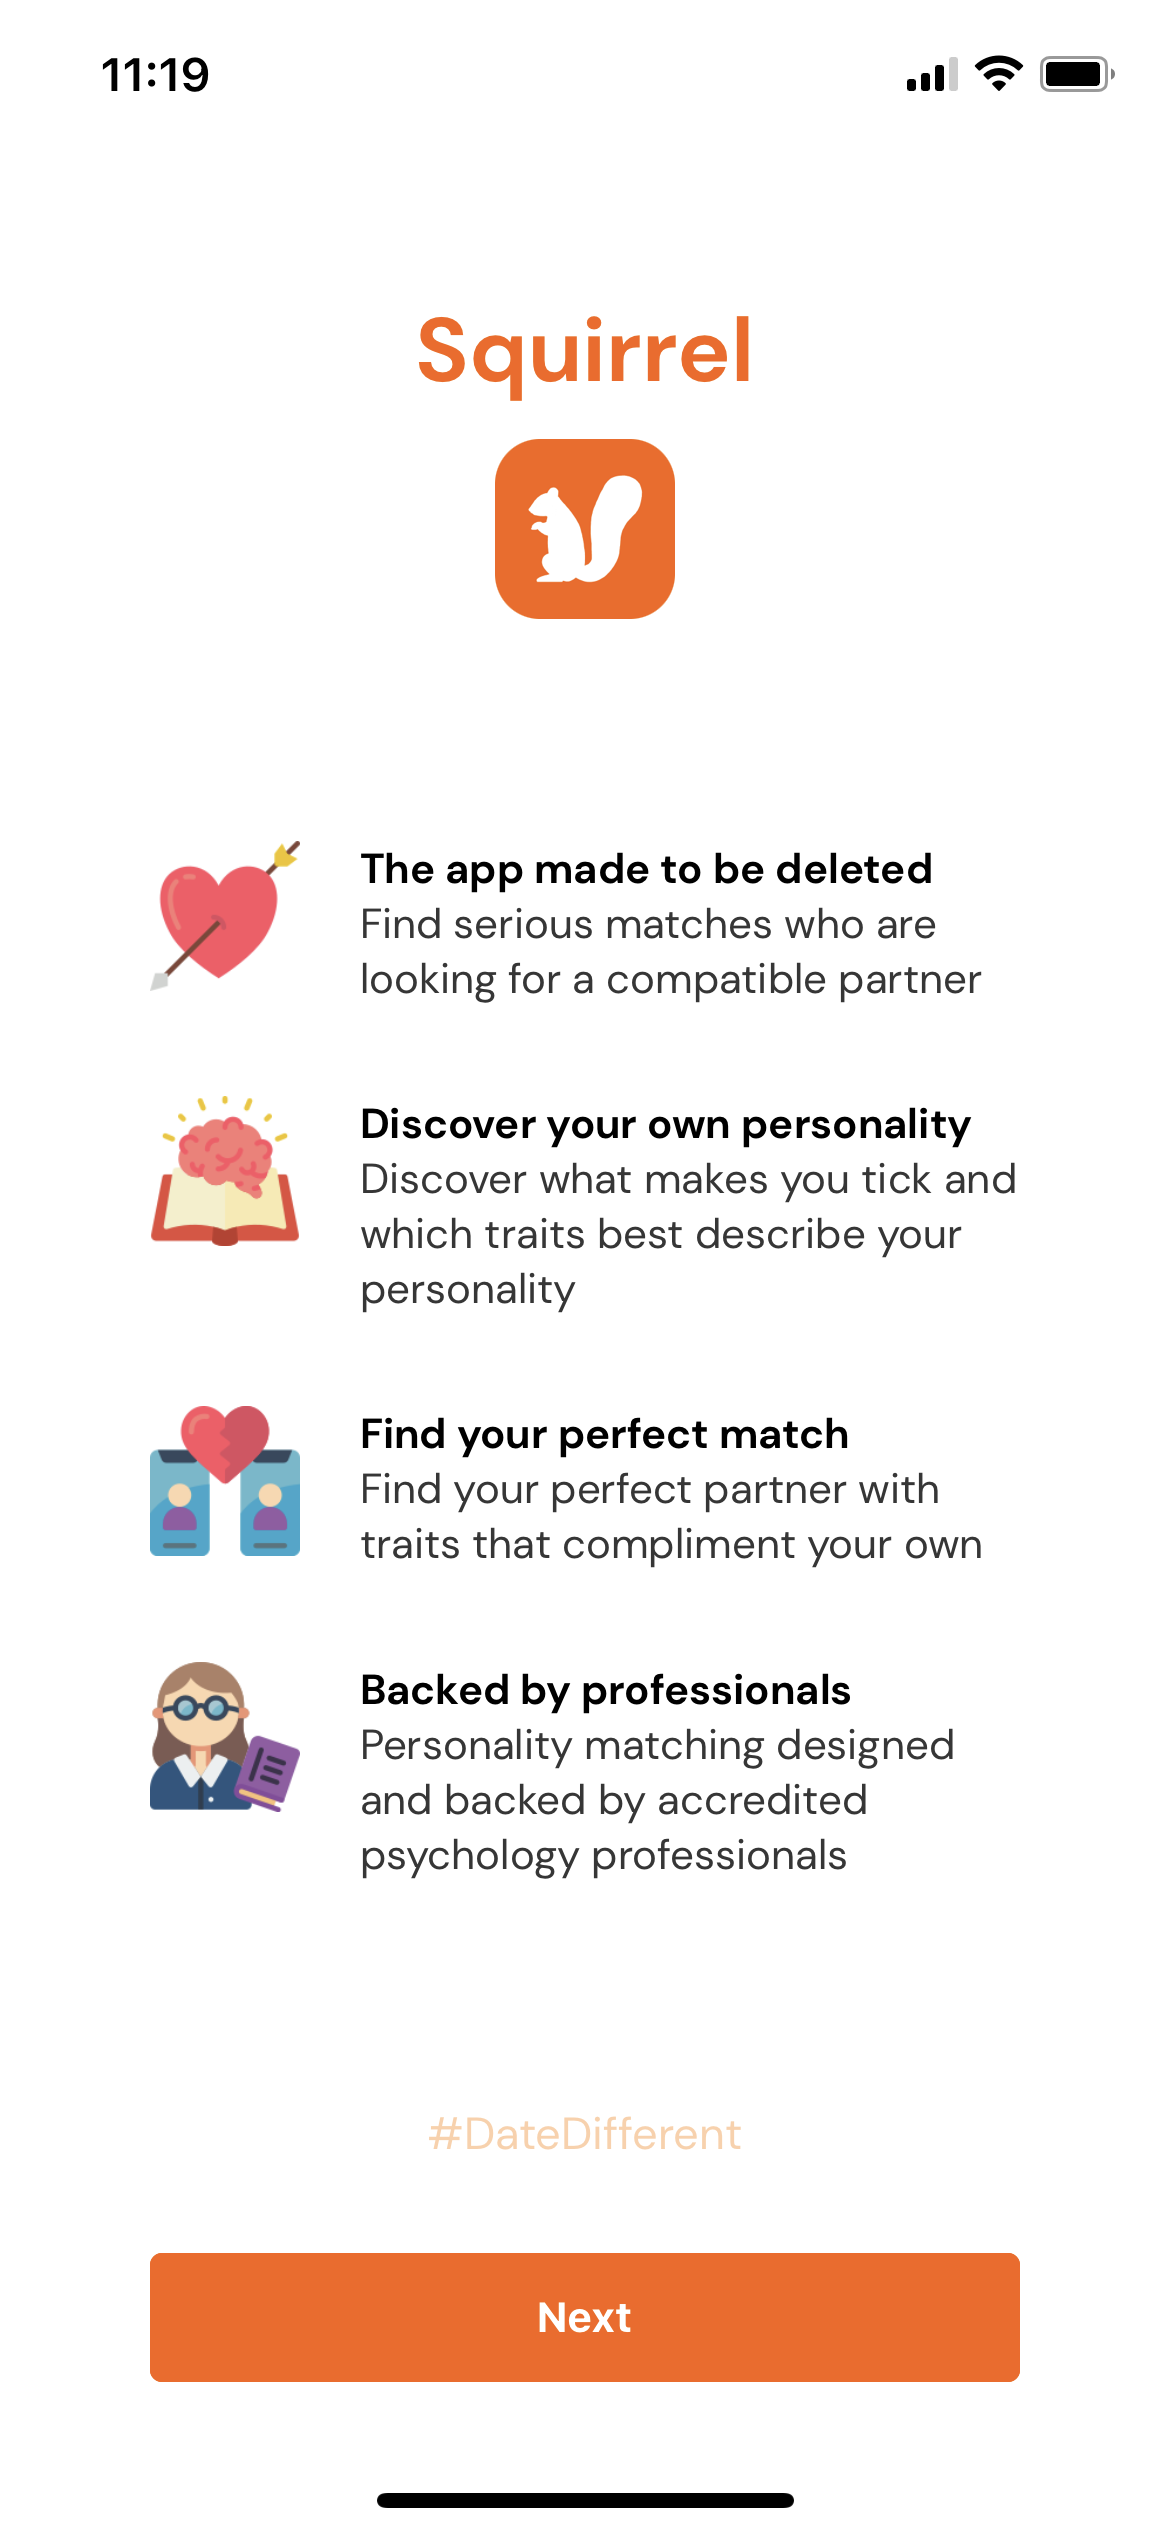 11:19
Squirrel
The app made to be deleted
Find serious matches who are
looking for a compatible partner
Discover your own personality
Discover what makes you tick and
which traits best describe your
personality
Find your perfect match
Find your perfect partner with
traits that compliment your own
Backed by professionals
Personality matching designed
and backed by accredited
psychology professionals
#DateDifferent
Next